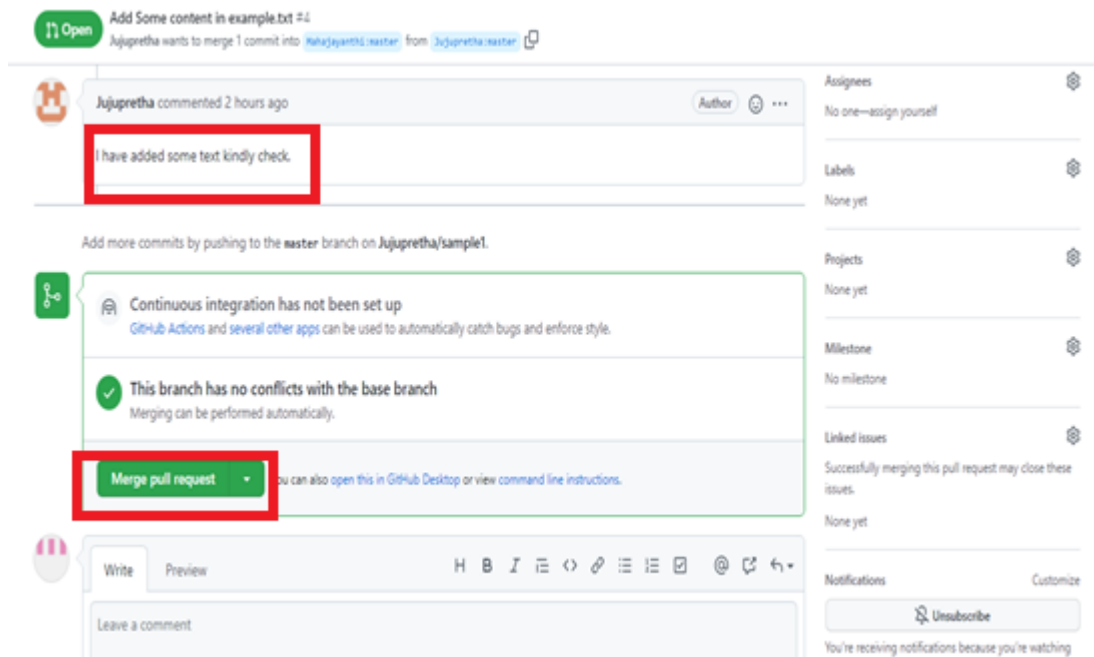 Open
Add Some content in example.txt #4
Jujupretha wants to merge 1 commit into Mahajayanthi:master from Jujupretha:master
Jujupretha commented 2 hours ago
Author
I have added some text kindly check.
Add more commits by pushing to the master branch on Jujupretha/sample1.
Continuous integration has not been set up
GitHub Actions and several other apps can be used to automatically catch bugs and enforce style.
This branch has no conflicts with the base branch
Merging can be performed automatically.
Merge pull request
ou can also open this in GitHub Desktop or view command line instructions.
Write
Preview
H B I
Leave a comment
Assignees
No one—assign yourself
Labels
None yet
Projects
None yet
Milestone
No milestone
Linked issues
Successfully merging this pull request may close these
issues.
None yet
Notifications
Customize
Unsubscribe
You're receiving notifications because you're watching